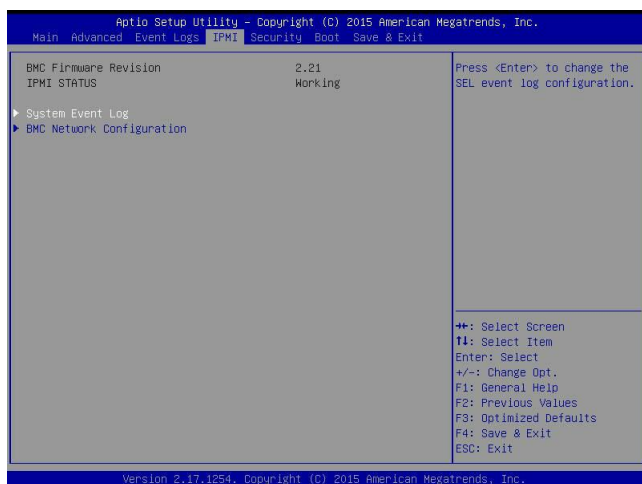 Aptio Setup Utility - Copyright (C) 2015 American Megatrends, Inc.
Main Advanced Event Logs IPMI Security Boot Save & Exit
BMC Firmware Revision 2.21
IPMI STATUS Working
System Event Log
BMC Network Configuration
Press <Enter> to change the
SEL event log configuration.
→←: Select Screen
↑↓: Select Item
Enter: Select
+/-: Change Opt.
F1: General Help
F2: Previous Values
F3: Optimized Defaults
F4: Save & Exit
ESC: Exit
Version 2.17.1254. Copyright (C) 2015 American Megatrends, Inc.